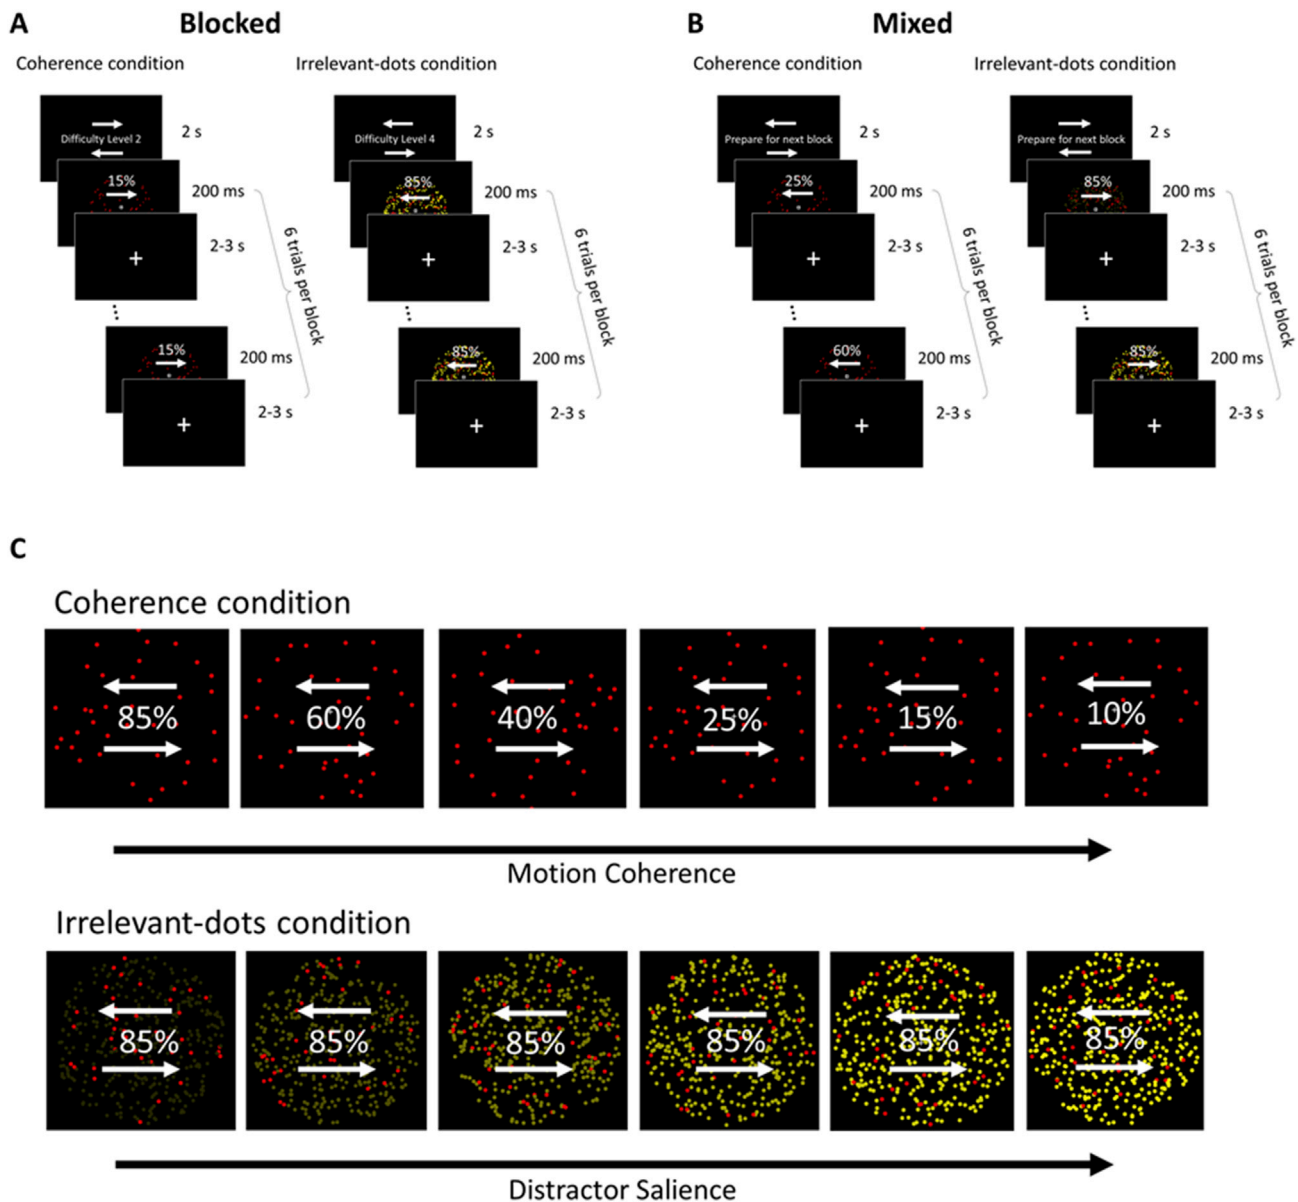 A
Blocked
Coherence condition
Irrelevant-dots condition
Difficulty Level 2
2 s
15%
200 ms
+
2-3 s
6 trials per block
15%
200 ms
+
2-3 s
Difficulty Level 4
2 s
85%
200 ms
+
2-3 s
6 trials per block
85%
200 ms
+
2-3 s
B
Mixed
Coherence condition
Irrelevant-dots condition
Prepare for next block
2 s
25%
200 ms
+
2-3 s
6 trials per block
60%
200 ms
+
2-3 s
Prepare for next block
2 s
85%
200 ms
+
2-3 s
6 trials per block
85%
200 ms
+
2-3 s
C
Coherence condition
85% 60% 40% 25% 15% 10%
Motion Coherence
Irrelevant-dots condition
85% 85% 85% 85% 85% 85%
Distractor Salience